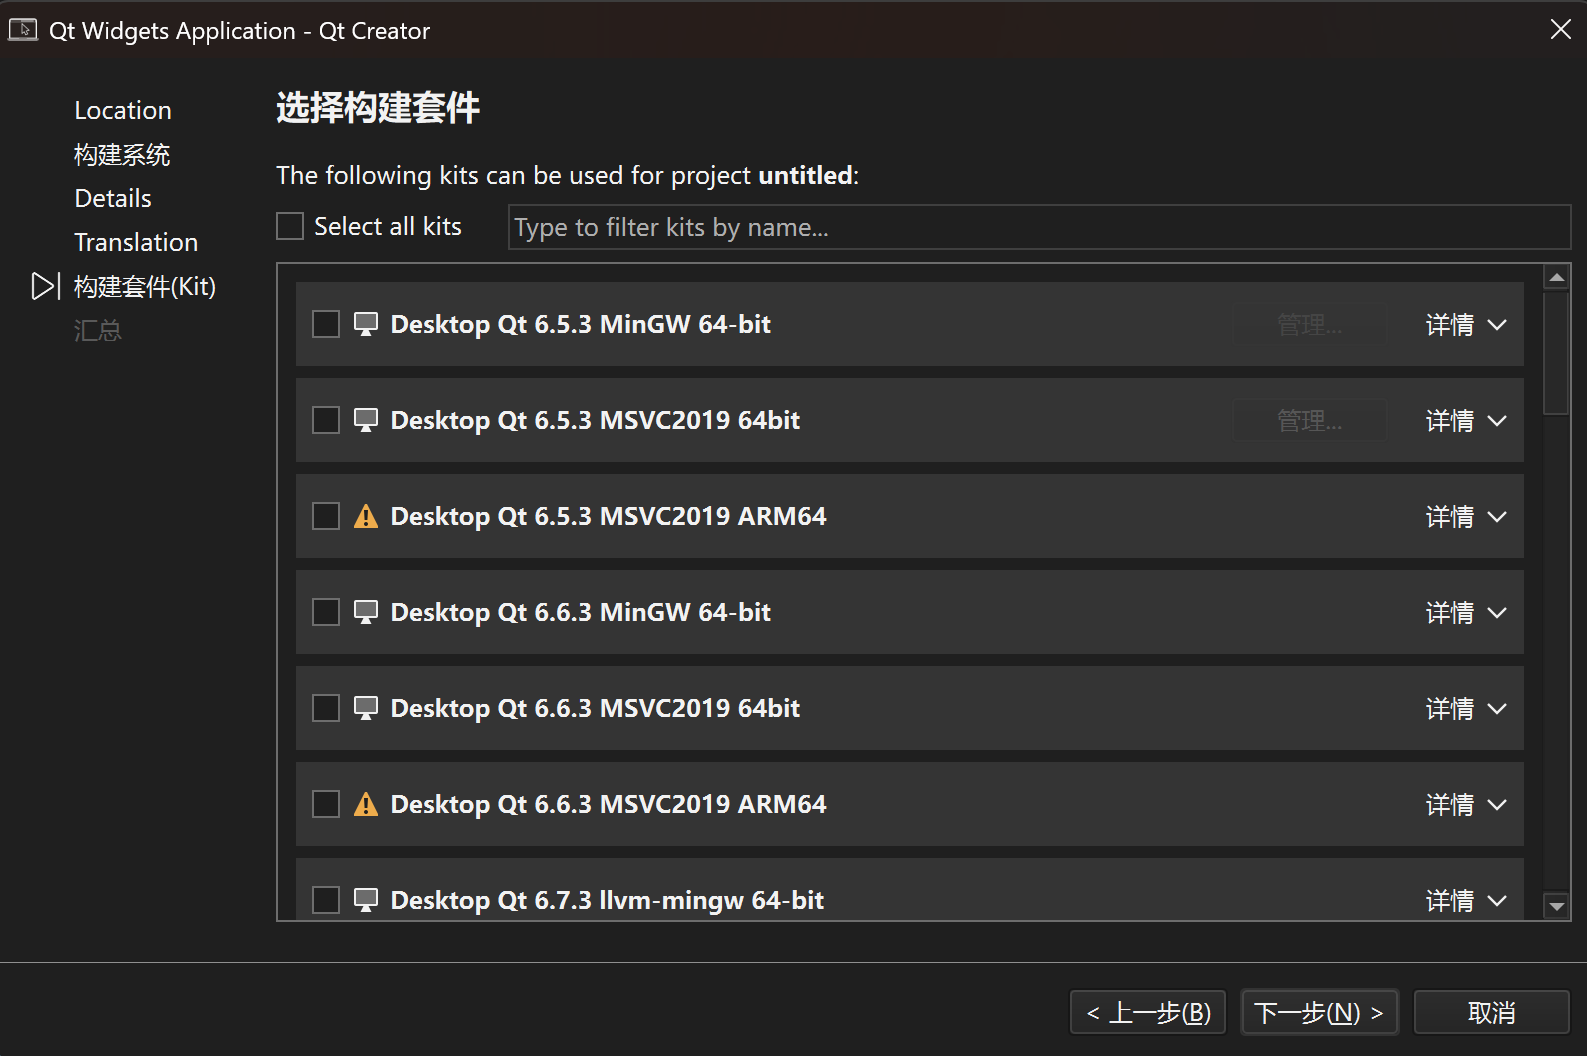 Qt Widgets Application - Qt Creator
Location
构建系统
Details
Translation
构建套件(Kit)
汇总
选择构建套件
The following kits can be used for project untitled:
Select all kits
Type to filter kits by name...
Desktop Qt 6.5.3 MinGW 64-bit 管理... 详情
Desktop Qt 6.5.3 MSVC2019 64bit 管理... 详情
Desktop Qt 6.5.3 MSVC2019 ARM64 详情
Desktop Qt 6.6.3 MinGW 64-bit 详情
Desktop Qt 6.6.3 MSVC2019 64bit 详情
Desktop Qt 6.6.3 MSVC2019 ARM64 详情
Desktop Qt 6.7.3 llvm-mingw 64-bit 详情
< 上一步(B) 下一步(N) > 取消